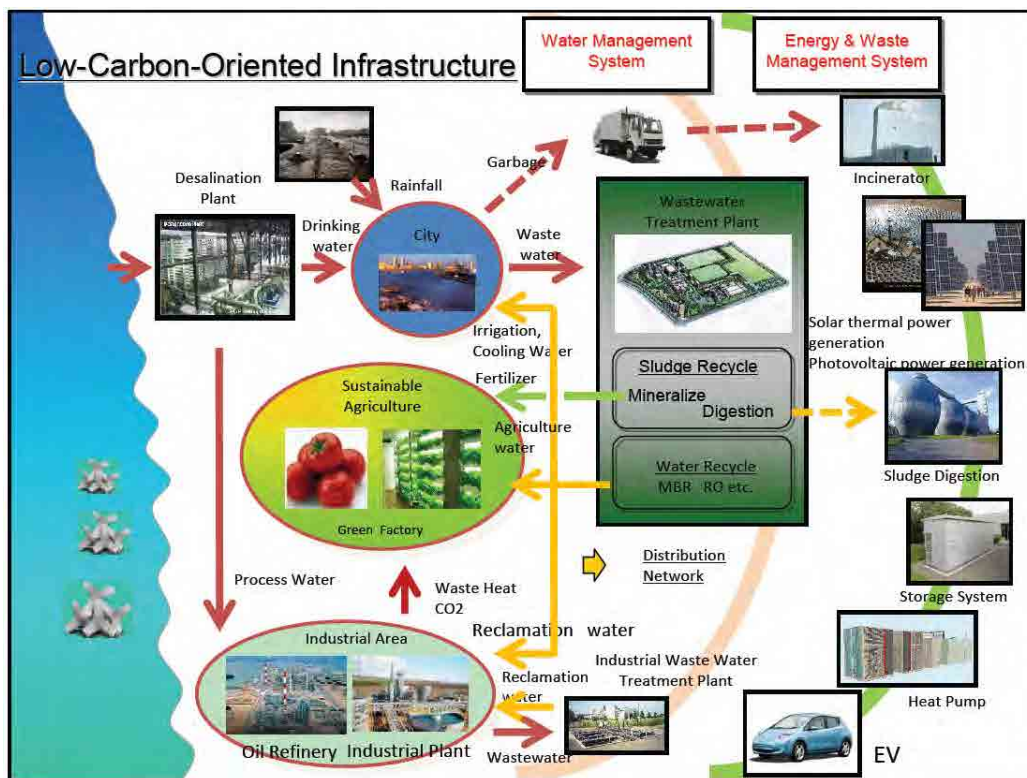 Low-Carbon-Oriented Infrastructure
Water Management
System
Energy & Waste
Management System
Garbage
Incinerator
Desalination
Plant
Rainfall
Drinking
water
City
Waste
water
Wastewater
Treatment Plant
Irrigation,
Cooling Water
Solar thermal power
generation
Photovoltaic power generation
Sustainable
Agriculture
Fertilizer
Sludge Recycle
Mineralize
Digestion
Agriculture
water
Sludge Digestion
Water Recycle
MBR RO etc.
Green Factory
Process Water
Waste Heat
CO2
Distribution
Network
Storage System
Industrial Area
Reclamation water
Reclamation
water
Industrial Waste Water
Treatment Plant
Heat Pump
Oil Refinery Industrial Plant
Wastewater
EV